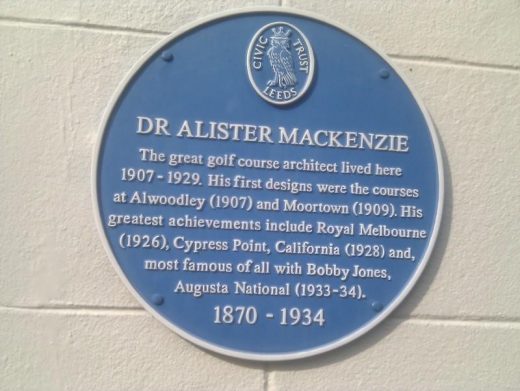 CIVIC TRUST
LEEDS
DR ALISTER MACKENZIE
The great golf course architect lived here
1907 - 1929. His first designs were the courses
at Alwoodley (1907) and Moortown (1909). His
greatest achievements include Royal Melbourne
(1926), Cypress Point, California (1928) and,
most famous of all with Bobby Jones,
Augusta National (1933-34).
1870 - 1934